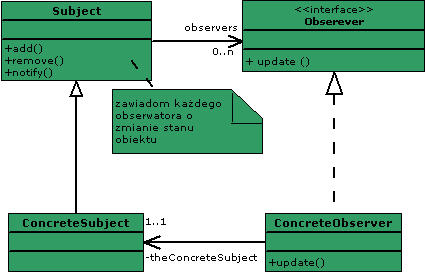 Subject
+add()
+remove()
+notify()
observers
0..n
<<interface>>
Obserever
+ update ()
zawiadom każdego
obserwatora o
zmianie stanu
obiektu
ConcreteSubject
1..1
-theConcreteSubject
ConcreteObserver
+update()